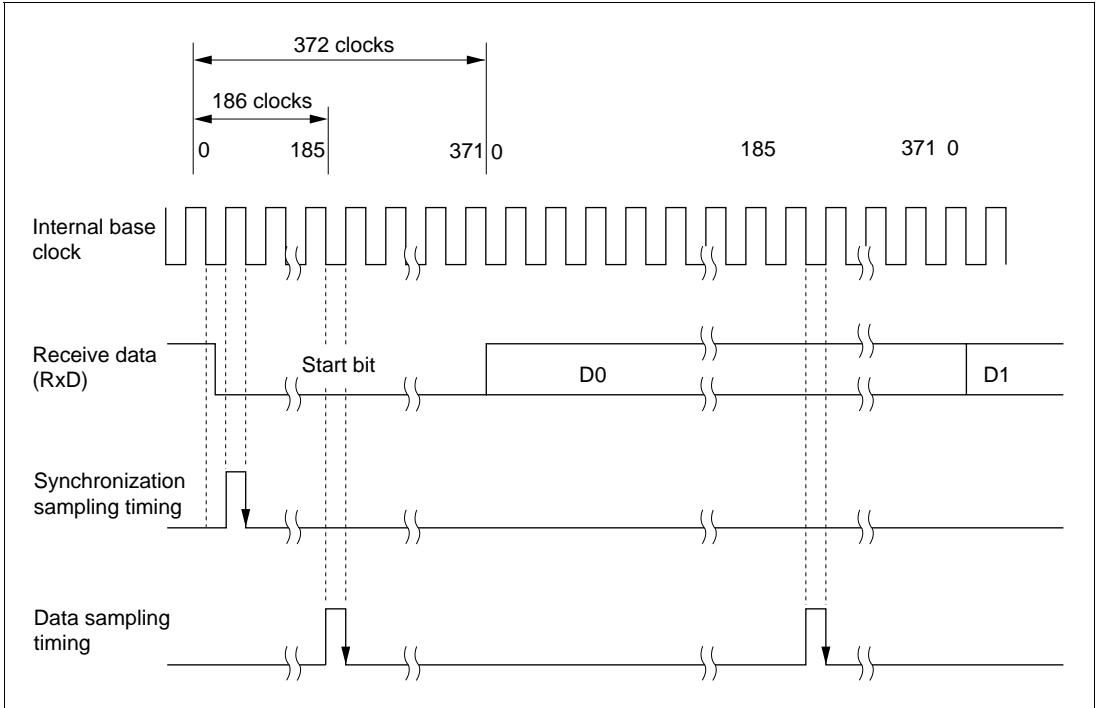 372 clocks
186 clocks
0 185 371 0 185 371 0
Internal base
clock
Receive data
(RxD)
Start bit D0 D1
Synchronization
sampling timing
Data sampling
timing